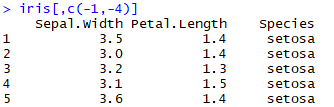 > iris[,c(-1,-4)]
Sepal.Width Petal.Length Species
1 3.5 1.4 setosa
2 3.0 1.4 setosa
3 3.2 1.3 setosa
4 3.1 1.5 setosa
5 3.6 1.4 setosa